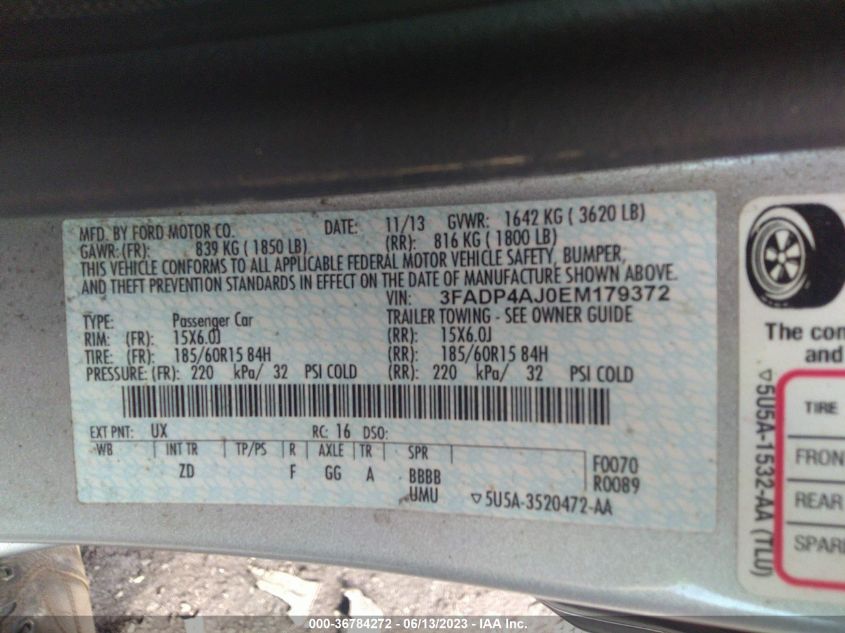 MFD. BY FORD MOTOR CO. DATE: 11/13 GVWR: 1642 KG ( 3620 LB)
GAWR: (FR): 839 KG ( 1850 LB) (RR): 816 KG ( 1800 LB)
THIS VEHICLE CONFORMS TO ALL APPLICABLE FEDERAL MOTOR VEHICLE SAFETY, BUMPER,
AND THEFT PREVENTION STANDARDS IN EFFECT ON THE DATE OF MANUFACTURE SHOWN ABOVE.
VIN: 3FADP4AJ0EM179372
TYPE: Passenger Car TRAILER TOWING - SEE OWNER GUIDE
RIM: (FR): 15X6.0J (RR): 15X6.0J
TIRE: (FR): 185/60R15 84H (RR): 185/60R15 84H
PRESSURE: (FR): 220 kPa/ 32 PSI COLD (RR): 220 kPa/ 32 PSI COLD
EXT PNT: UX RC: 16 DSO:
WB INT TR TP/PS R AXLE TR SPR
ZD F GG A BBBB
UMU
F0070
R0089
▽5U5A-3520472-AA
The com
and
▽5U5A-1532-AA (TLU)
TIRE
FRON
REAR
SPAR
000-36784272 - 06/13/2023 - IAA Inc.